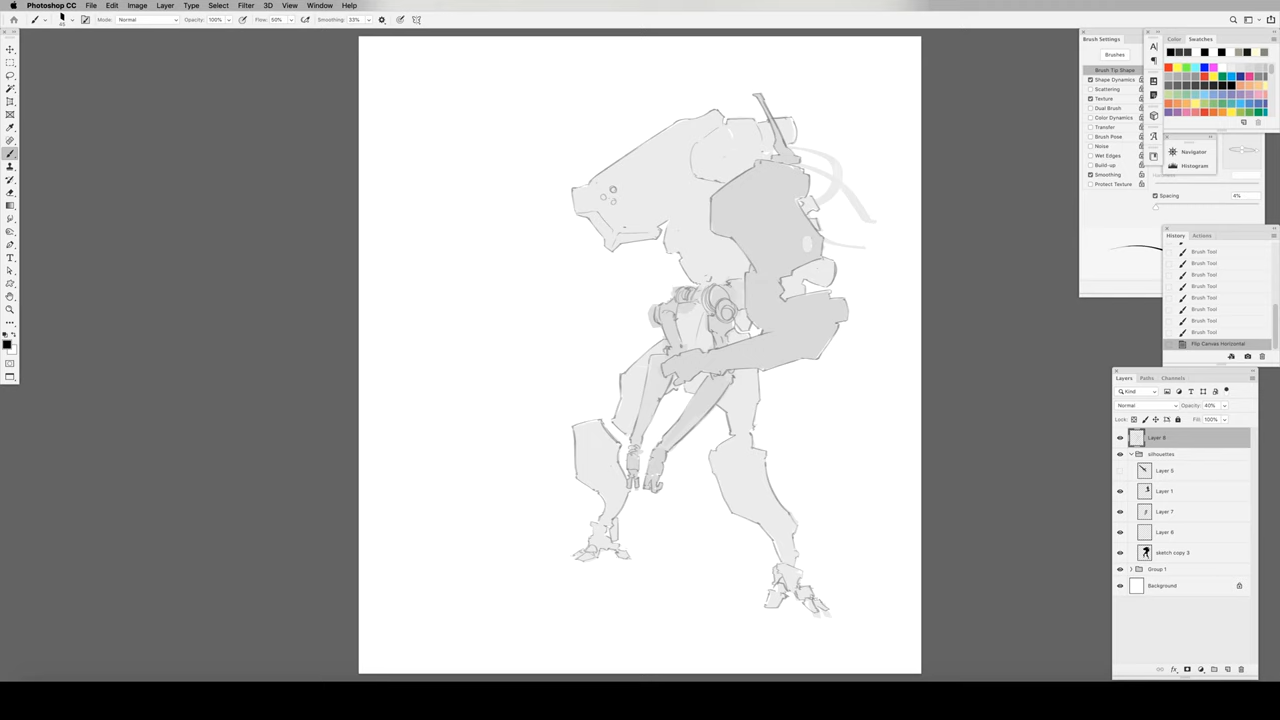 Photoshop CC File Edit Image Layer Type Select Filter 3D View Window Help
45 Mode: Normal Opacity: 100% Flow: 50% Smoothing: 33%
Brush Settings
Brushes
Brush Tip Shape
Shape Dynamics
Scattering
Texture
Dual Brush
Color Dynamics
Transfer
Brush Pose
Noise
Wet Edges
Build-up
Smoothing
Protect Texture
Color Swatches
Navigator
Histogram
Spacing 4%
History Actions
Brush Tool
Brush Tool
Brush Tool
Brush Tool
Brush Tool
Brush Tool
Brush Tool
Brush Tool
Flip Canvas Horizontal
Layers Paths Channels
Kind
Normal Opacity: 40%
Lock: Fill: 100%
Layer 8
silhouettes
Layer 5
Layer 1
Layer 7
Layer 6
sketch copy 3
Group 1
Background